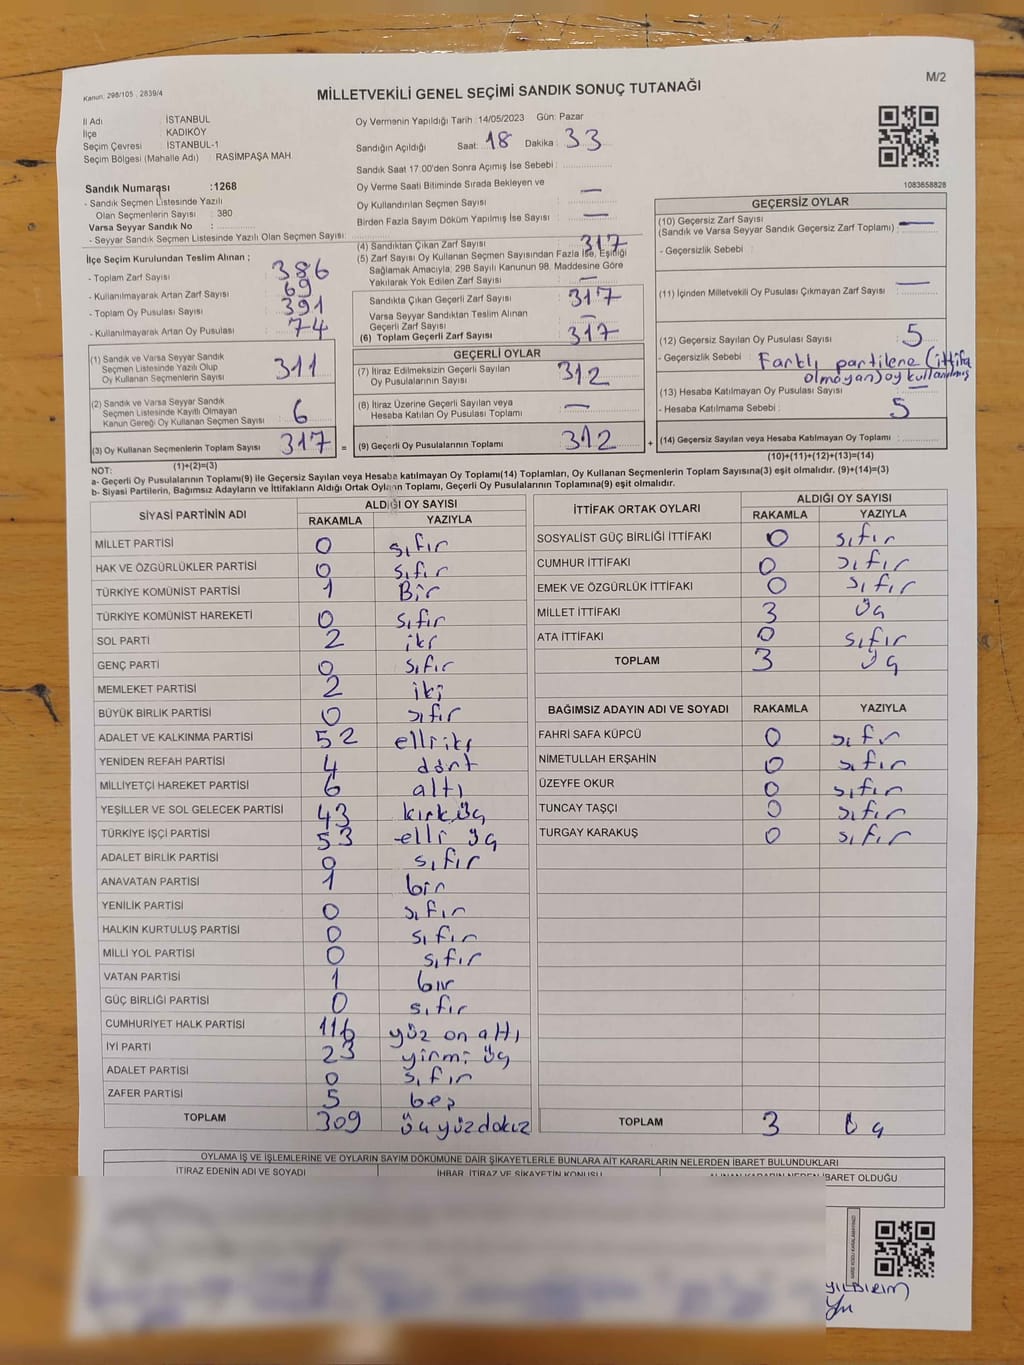 Kanun, 298/105 , 2839/4
M/2
MİLLETVEKİLİ GENEL SEÇİMİ SANDIK SONUÇ TUTANAĞI
İl Adı : İSTANBUL
İlçe : KADIKÖY
Seçim Çevresi : İSTANBUL-1
Seçim Bölgesi (Mahalle Adı) : RASİMPAŞA MAH
Sandık Numarası :1268
- Sandık Seçmen Listesinde Yazılı
Olan Seçmenlerin Sayısı : 380
Varsa Seyyar Sandık No :
- Seyyar Sandık Seçmen Listesinde Yazılı Olan Seçmen Sayısı:
İlçe Seçim Kurulundan Teslim Alınan ;
- Toplam Zarf Sayısı : 386
- Kullanılmayarak Artan Zarf Sayısı : 69
- Toplam Oy Pusulası : 391
- Kullanılmayarak Artan Oy Pusulası : 74
(1) Sandık ve Varsa Seyyar Sandık
Seçmen Listesinde Yazılı Olup
Oy Kullanan Seçmenlerin Sayısı : 311
(2) Sandık ve Varsa Seyyar Sandık
Seçmen Listesinde Kayıtlı Olmayan
Kanun Gereği Oy Kullanan Seçmen Sayısı : 6
(3) Oy Kullanan Seçmenlerin Toplam Sayısı : 317 =
(1)+(2)=(3)
Oy Vermenin Yapıldığı Tarih :14/05/2023 Gün: Pazar
Sandığın Açıldığı Saat: 18 Dakika : 33
Sandık Saat 17:00'den Sonra Açımış İse Sebebi :
Oy Verme Saati Bitiminde Sırada Bekleyen ve
Oy Kullandırılan Seçmen Sayısı : —
Birden Fazla Sayım Döküm Yapılmış İse Sayısı : —
(4) Sandıktan Çıkan Zarf Sayısı : 317
(5) Zarf Sayısı Oy Kullanan Seçmen Sayısından Fazla İse, Eşitliği
Sağlamak Amacıyla, 298 Sayılı Kanunun 98. Maddesine Göre
Yakılarak Yok Edilen Zarf Sayısı : —
Sandıkta Çıkan Geçerli Zarf Sayısı : 317
Varsa Seyyar Sandıktan Teslim Alınan
Geçerli Zarf Sayısı : —
(6) Toplam Geçerli Zarf Sayısı : 317
GEÇERLİ OYLAR
(7) İtiraz Edilmeksizin Geçerli Sayılan
Oy Pusulalarının Sayısı : 312
(8) İtiraz Üzerine Geçerli Sayılan veya
Hesaba Katılan Oy Pusulası Toplamı : —
(9) Geçerli Oy Pusulalarının Toplamı : 312 +
1083658828
GEÇERSİZ OYLAR
(10) Geçersiz Zarf Sayısı
(Sandık ve Varsa Seyyar Sandık Geçersiz Zarf Toplamı) : —
- Geçersizlik Sebebi :
(11) İçinden Milletvekili Oy Pusulası Çıkmayan Zarf Sayısı : —
(12) Geçersiz Sayılan Oy Pusulası Sayısı : 5
- Geçersizlik Sebebi : Farklı partilene (ittifa
olmayan) oy kullanılmış
(13) Hesaba Katılmayan Oy Pusulası Sayısı : —
- Hesaba Katılmama Sebebi : 5
(14) Geçersiz Sayılan veya Hesaba Katılmayan Oy Toplamı :
(10)+(11)+(12)+(13)=(14)
NOT:
a- Geçerli Oy Pusulalarının Toplamı(9) ile Geçersiz Sayılan veya Hesaba katılmayan Oy Toplamı(14) Toplamları, Oy Kullanan Seçmenlerin Toplam Sayısına(3) eşit olmalıdır. (9)+(14)=(3)
b- Siyasi Partilerin, Bağımsız Adayların ve İttifakların Aldığı Ortak Oyların Toplamı, Geçerli Oy Pusulalarının Toplamına(9) eşit olmalıdır.
SİYASİ PARTİNİN ADI ALDIĞI OY SAYISI
RAKAMLA YAZIYLA
MİLLET PARTİSİ 0 sıfır
HAK VE ÖZGÜRLÜKLER PARTİSİ 0 sıfır
TÜRKİYE KOMÜNİST PARTİSİ 1 Bir
TÜRKİYE KOMÜNİST HAREKETİ 0 sıfır
SOL PARTİ 2 iki
GENÇ PARTİ 0 sıfır
MEMLEKET PARTİSİ 2 iki
BÜYÜK BİRLİK PARTİSİ 0 sıfır
ADALET VE KALKINMA PARTİSİ 52 elliiki
YENİDEN REFAH PARTİSİ 4 dört
MİLLİYETÇİ HAREKET PARTİSİ 6 altı
YEŞİLLER VE SOL GELECEK PARTİSİ 43 kırküç
TÜRKİYE İŞÇİ PARTİSİ 53 elli üç
ADALET BİRLİK PARTİSİ 0 sıfır
ANAVATAN PARTİSİ 1 bir
YENİLİK PARTİSİ 0 sıfır
HALKIN KURTULUŞ PARTİSİ 0 sıfır
MİLLİ YOL PARTİSİ 0 sıfır
VATAN PARTİSİ 1 bir
GÜÇ BİRLİĞİ PARTİSİ 0 sıfır
CUMHURİYET HALK PARTİSİ 116 yüz on altı
İYİ PARTİ 23 yirmi üç
ADALET PARTİSİ 0 sıfır
ZAFER PARTİSİ 5 beş
TOPLAM 309 üçyüzdokuz
İTTİFAK ORTAK OYLARI ALDIĞI OY SAYISI
RAKAMLA YAZIYLA
SOSYALİST GÜÇ BİRLİĞİ İTTİFAKI 0 sıfır
CUMHUR İTTİFAKI 0 sıfır
EMEK VE ÖZGÜRLÜK İTTİFAKI 0 sıfır
MİLLET İTTİFAKI 3 üç
ATA İTTİFAKI 0 sıfır
TOPLAM 3 üç
BAĞIMSIZ ADAYIN ADI VE SOYADI RAKAMLA YAZIYLA
FAHRİ SAFA KÜPCÜ 0 sıfır
NİMETULLAH ERŞAHİN 0 sıfır
ÜZEYFE OKUR 0 sıfır
TUNCAY TAŞÇI 0 sıfır
TURGAY KARAKUŞ 0 sıfır
TOPLAM 3 üç
OYLAMA İŞ VE İŞLEMLERİNE VE OYLARIN SAYIM DÖKÜMÜNE DAİR ŞİKAYETLERLE BUNLARA AİT KARARLARIN NELERDEN İBARET BULUNDUKLARI
İTİRAZ EDENİN ADI VE SOYADI İHBAR, İTİRAZ VE ŞİKAYETİN KONUSU ALINAN KARARIN NEDEN İBARET OLDUĞU
YILDIRIM